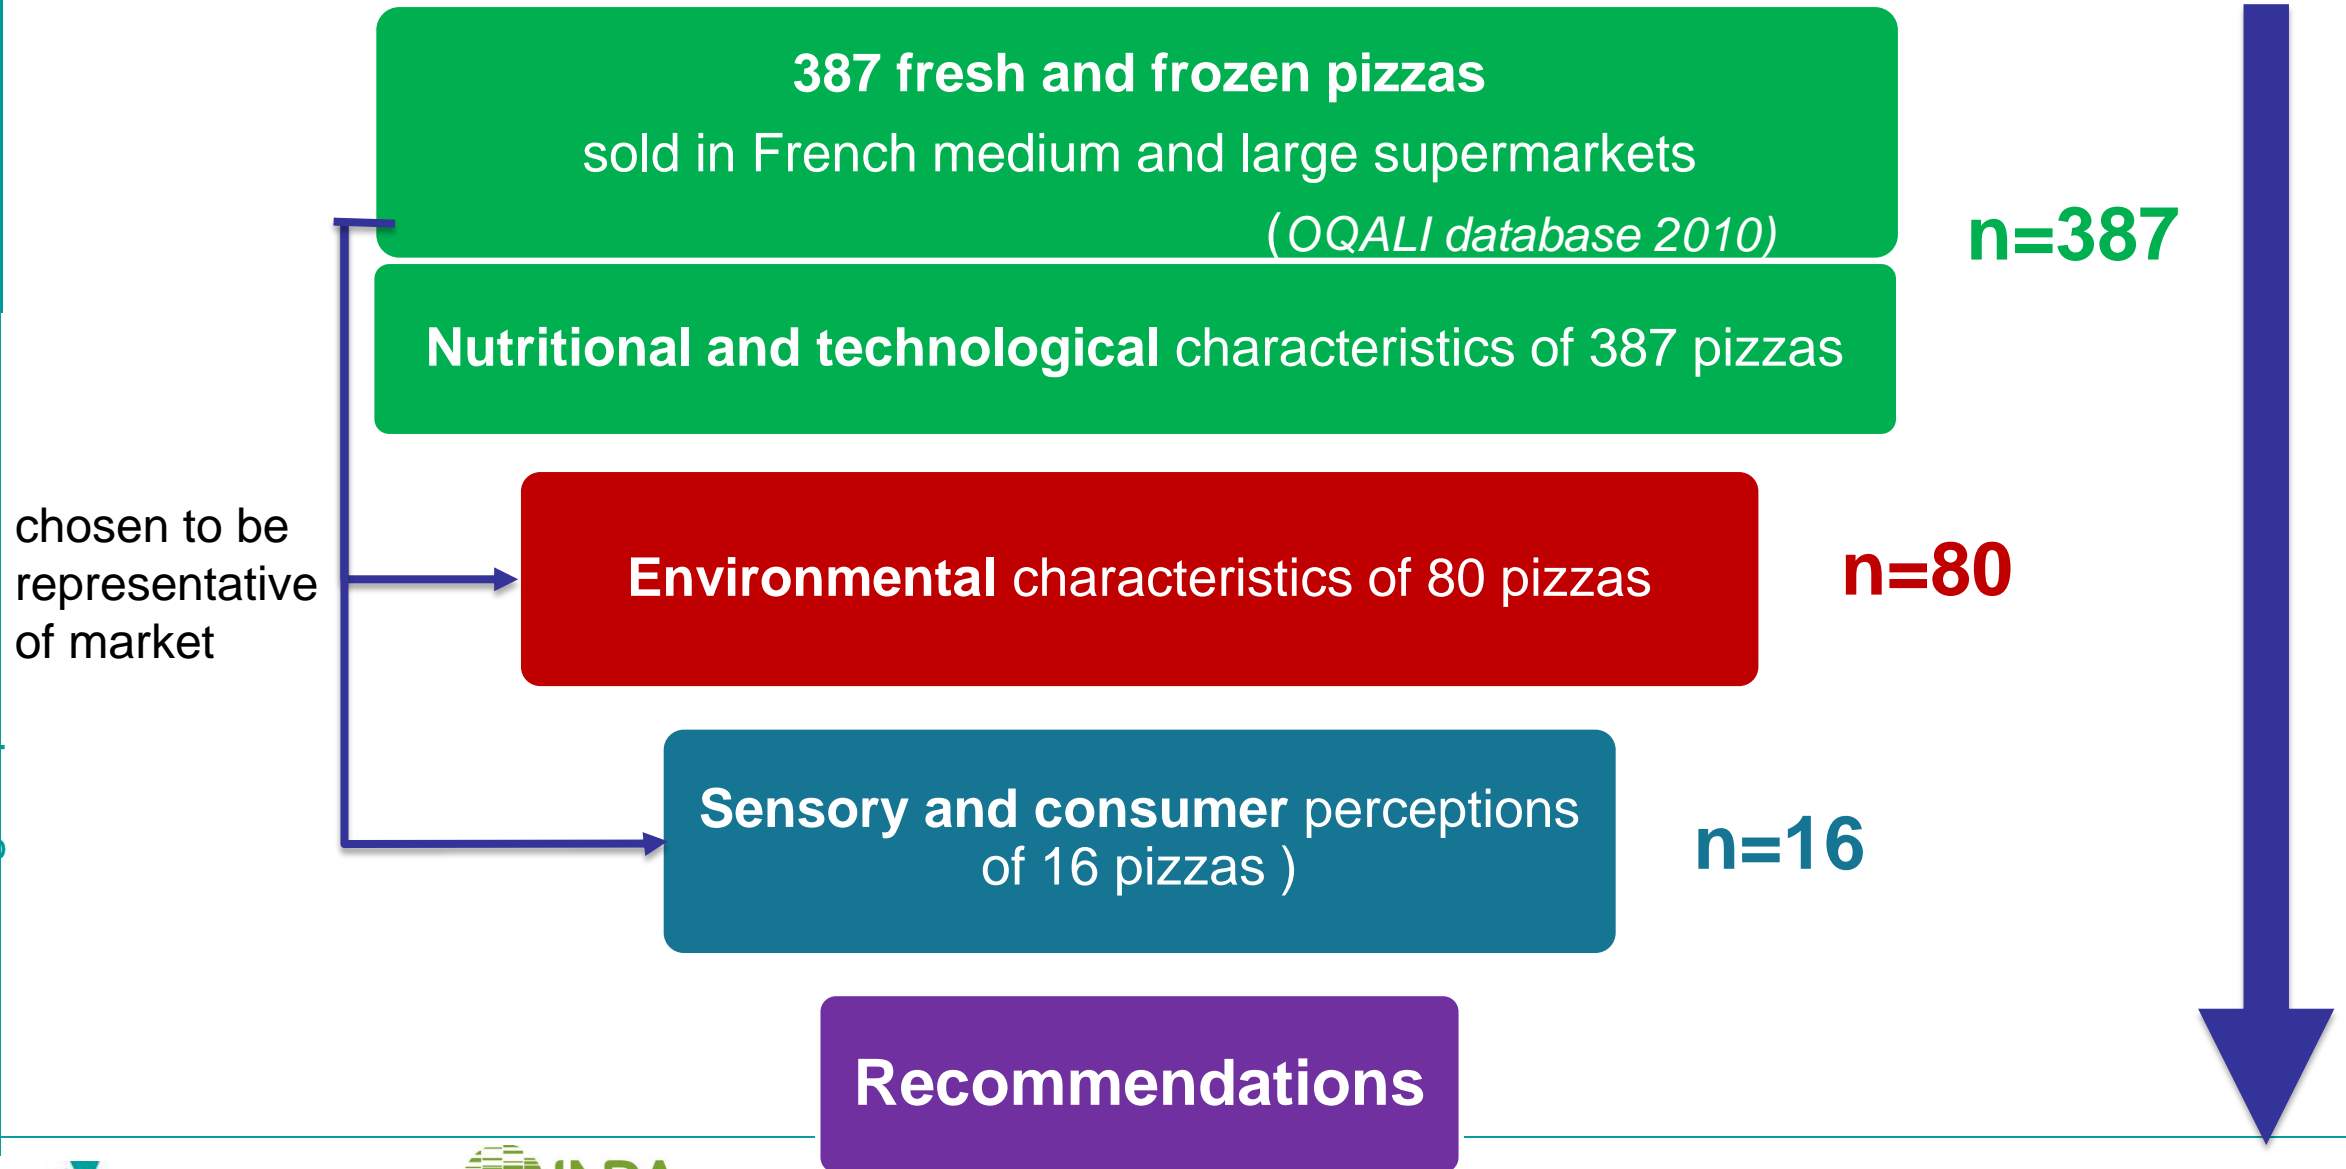 387 fresh and frozen pizzas
sold in French medium and large supermarkets
(OQALI database 2010)
n=387
Nutritional and technological characteristics of 387 pizzas
chosen to be
representative
of market
Environmental characteristics of 80 pizzas
n=80
Sensory and consumer perceptions
of 16 pizzas )
n=16
Recommendations